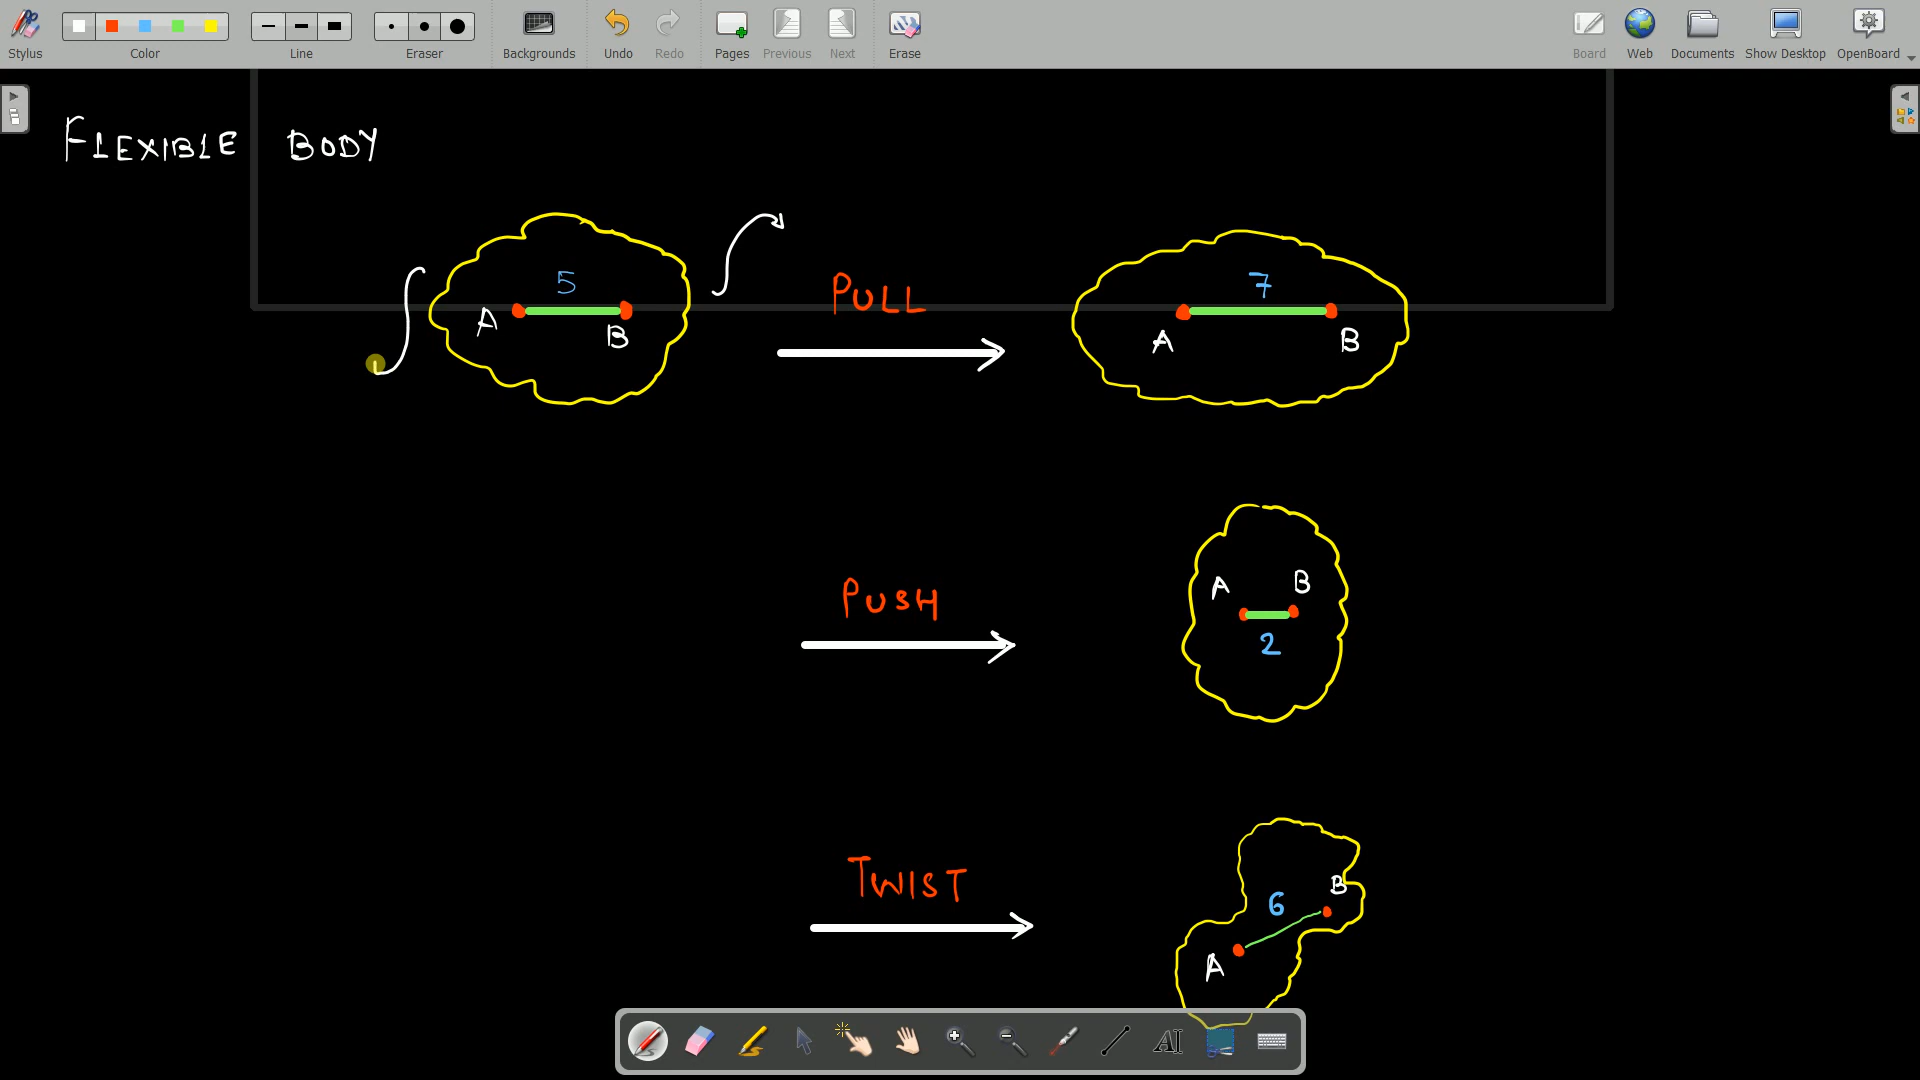 Stylus Color Line Eraser Backgrounds Undo Redo Pages Previous Next Erase Board Web Documents Show Desktop OpenBoard
FLEXIBLE BODY
5
A B
PULL
7
A B
PUSH
A B
2
TWIST
6
B
A
AI